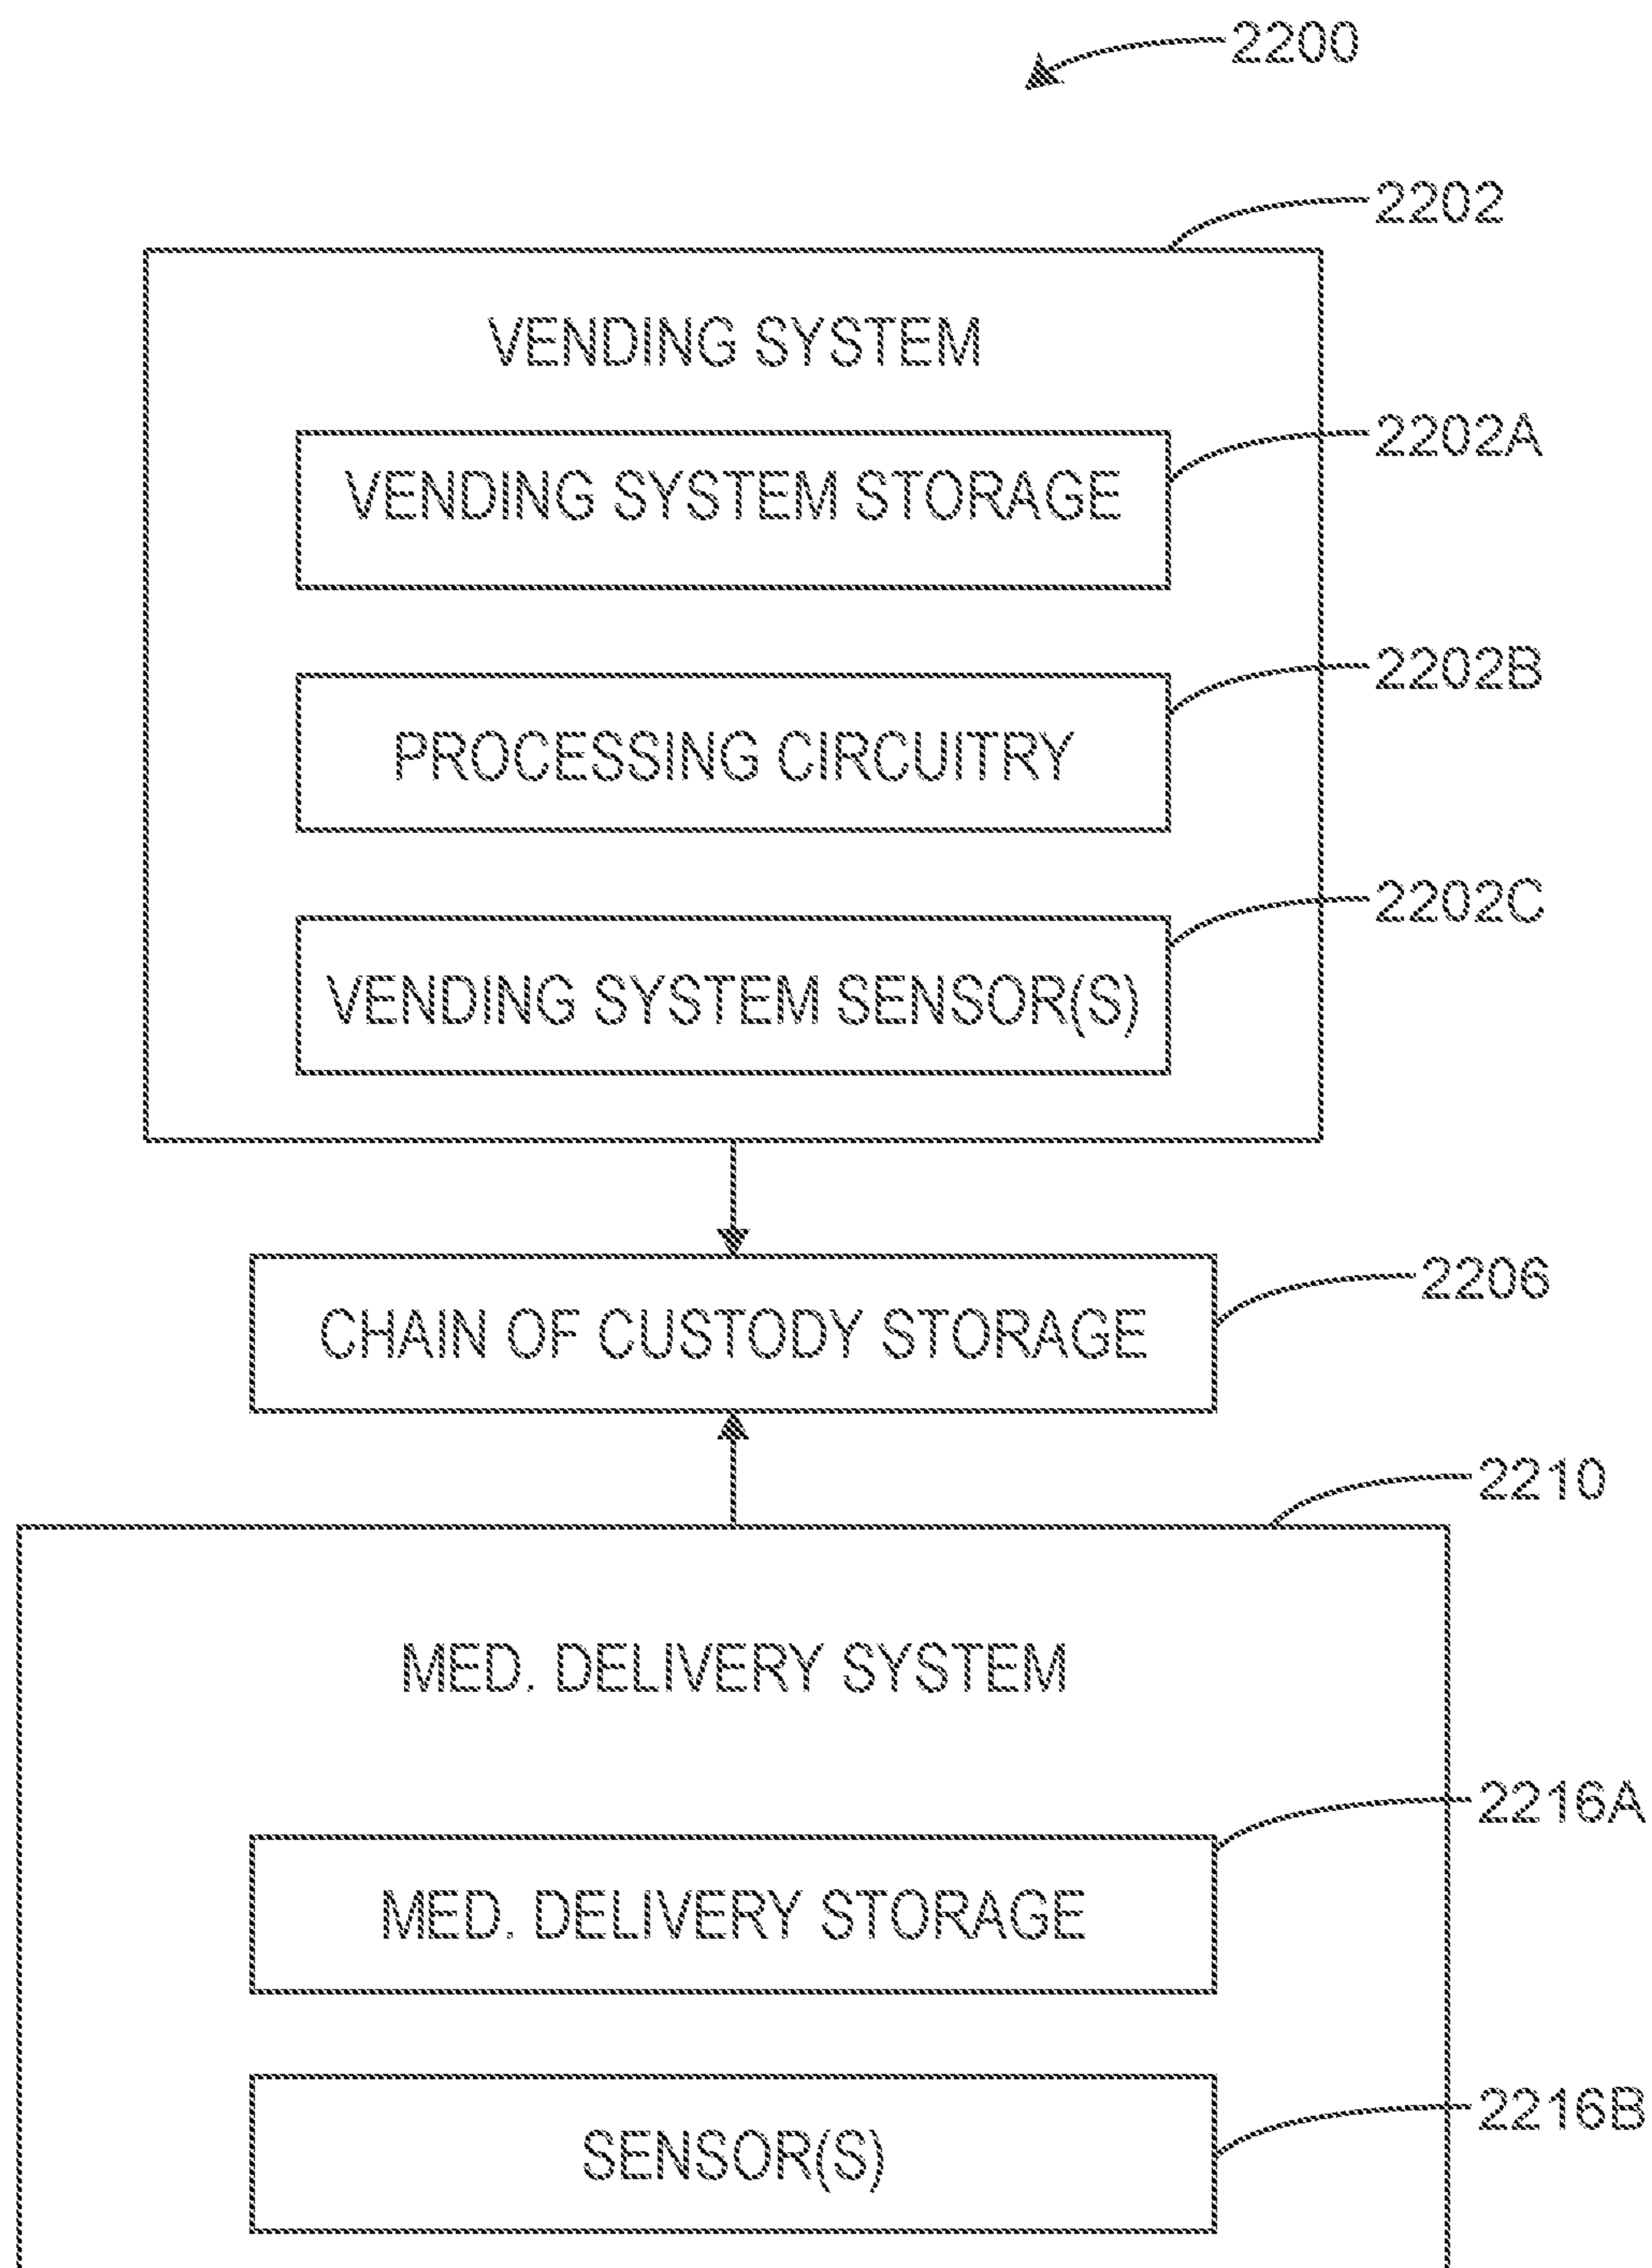 2200
2202
VENDING SYSTEM
2202A
VENDING SYSTEM STORAGE
2202B
PROCESSING CIRCUITRY
2202C
VENDING SYSTEM SENSOR(S)
2206
CHAIN OF CUSTODY STORAGE
2210
MED. DELIVERY SYSTEM
2216A
MED. DELIVERY STORAGE
2216B
SENSOR(S)